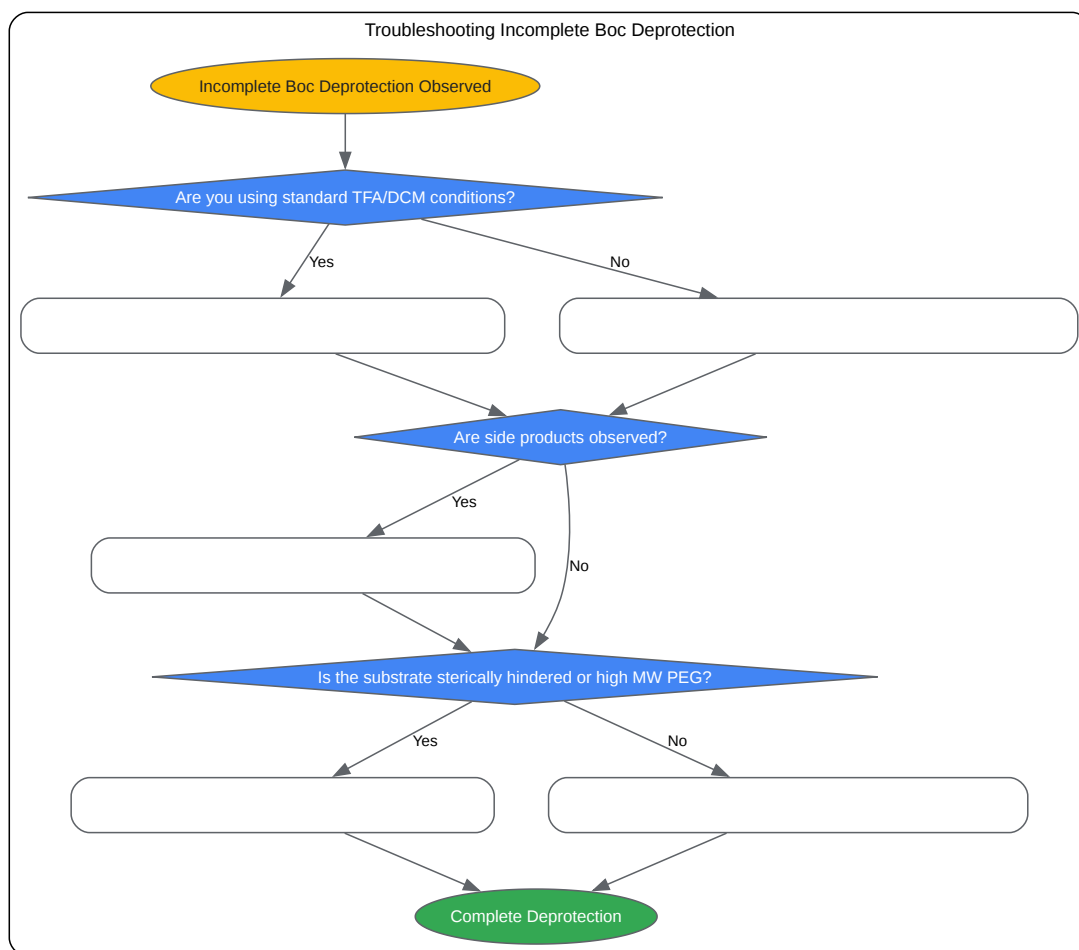 Troubleshooting Incomplete Boc Deprotection
Incomplete Boc Deprotection Observed
Are you using standard TFA/DCM conditions?
Yes
No
Are side products observed?
Yes
No
Is the substrate sterically hindered or high MW PEG?
Yes
No
Complete Deprotection